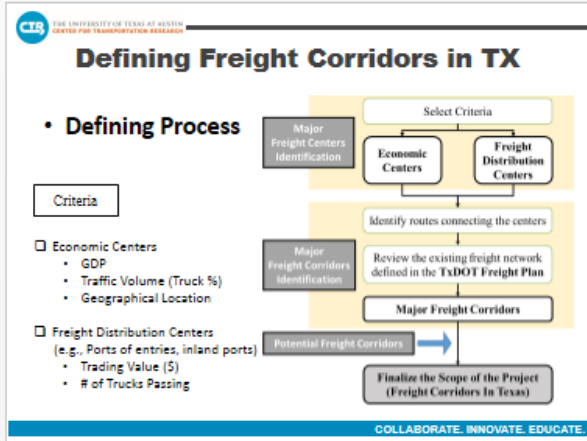 CTR
THE UNIVERSITY OF TEXAS AT AUSTIN
CENTER FOR TRANSPORTATION RESEARCH
Defining Freight Corridors in TX
• Defining Process
Criteria
❑ Economic Centers
• GDP
• Traffic Volume (Truck %)
• Geographical Location
❑ Freight Distribution Centers
(e.g., Ports of entries, inland ports)
• Trading Value ($)
• # of Trucks Passing
Major
Freight Centers
Identification
Select Criteria
Economic
Centers
Freight
Distribution
Centers
Major
Freight Corridors
Identification
Identify routes connecting the centers
Review the existing freight network
defined in the TxDOT Freight Plan
Major Freight Corridors
Potential Freight Corridors
Finalize the Scope of the Project
(Freight Corridors In Texas)
COLLABORATE. INNOVATE. EDUCATE.